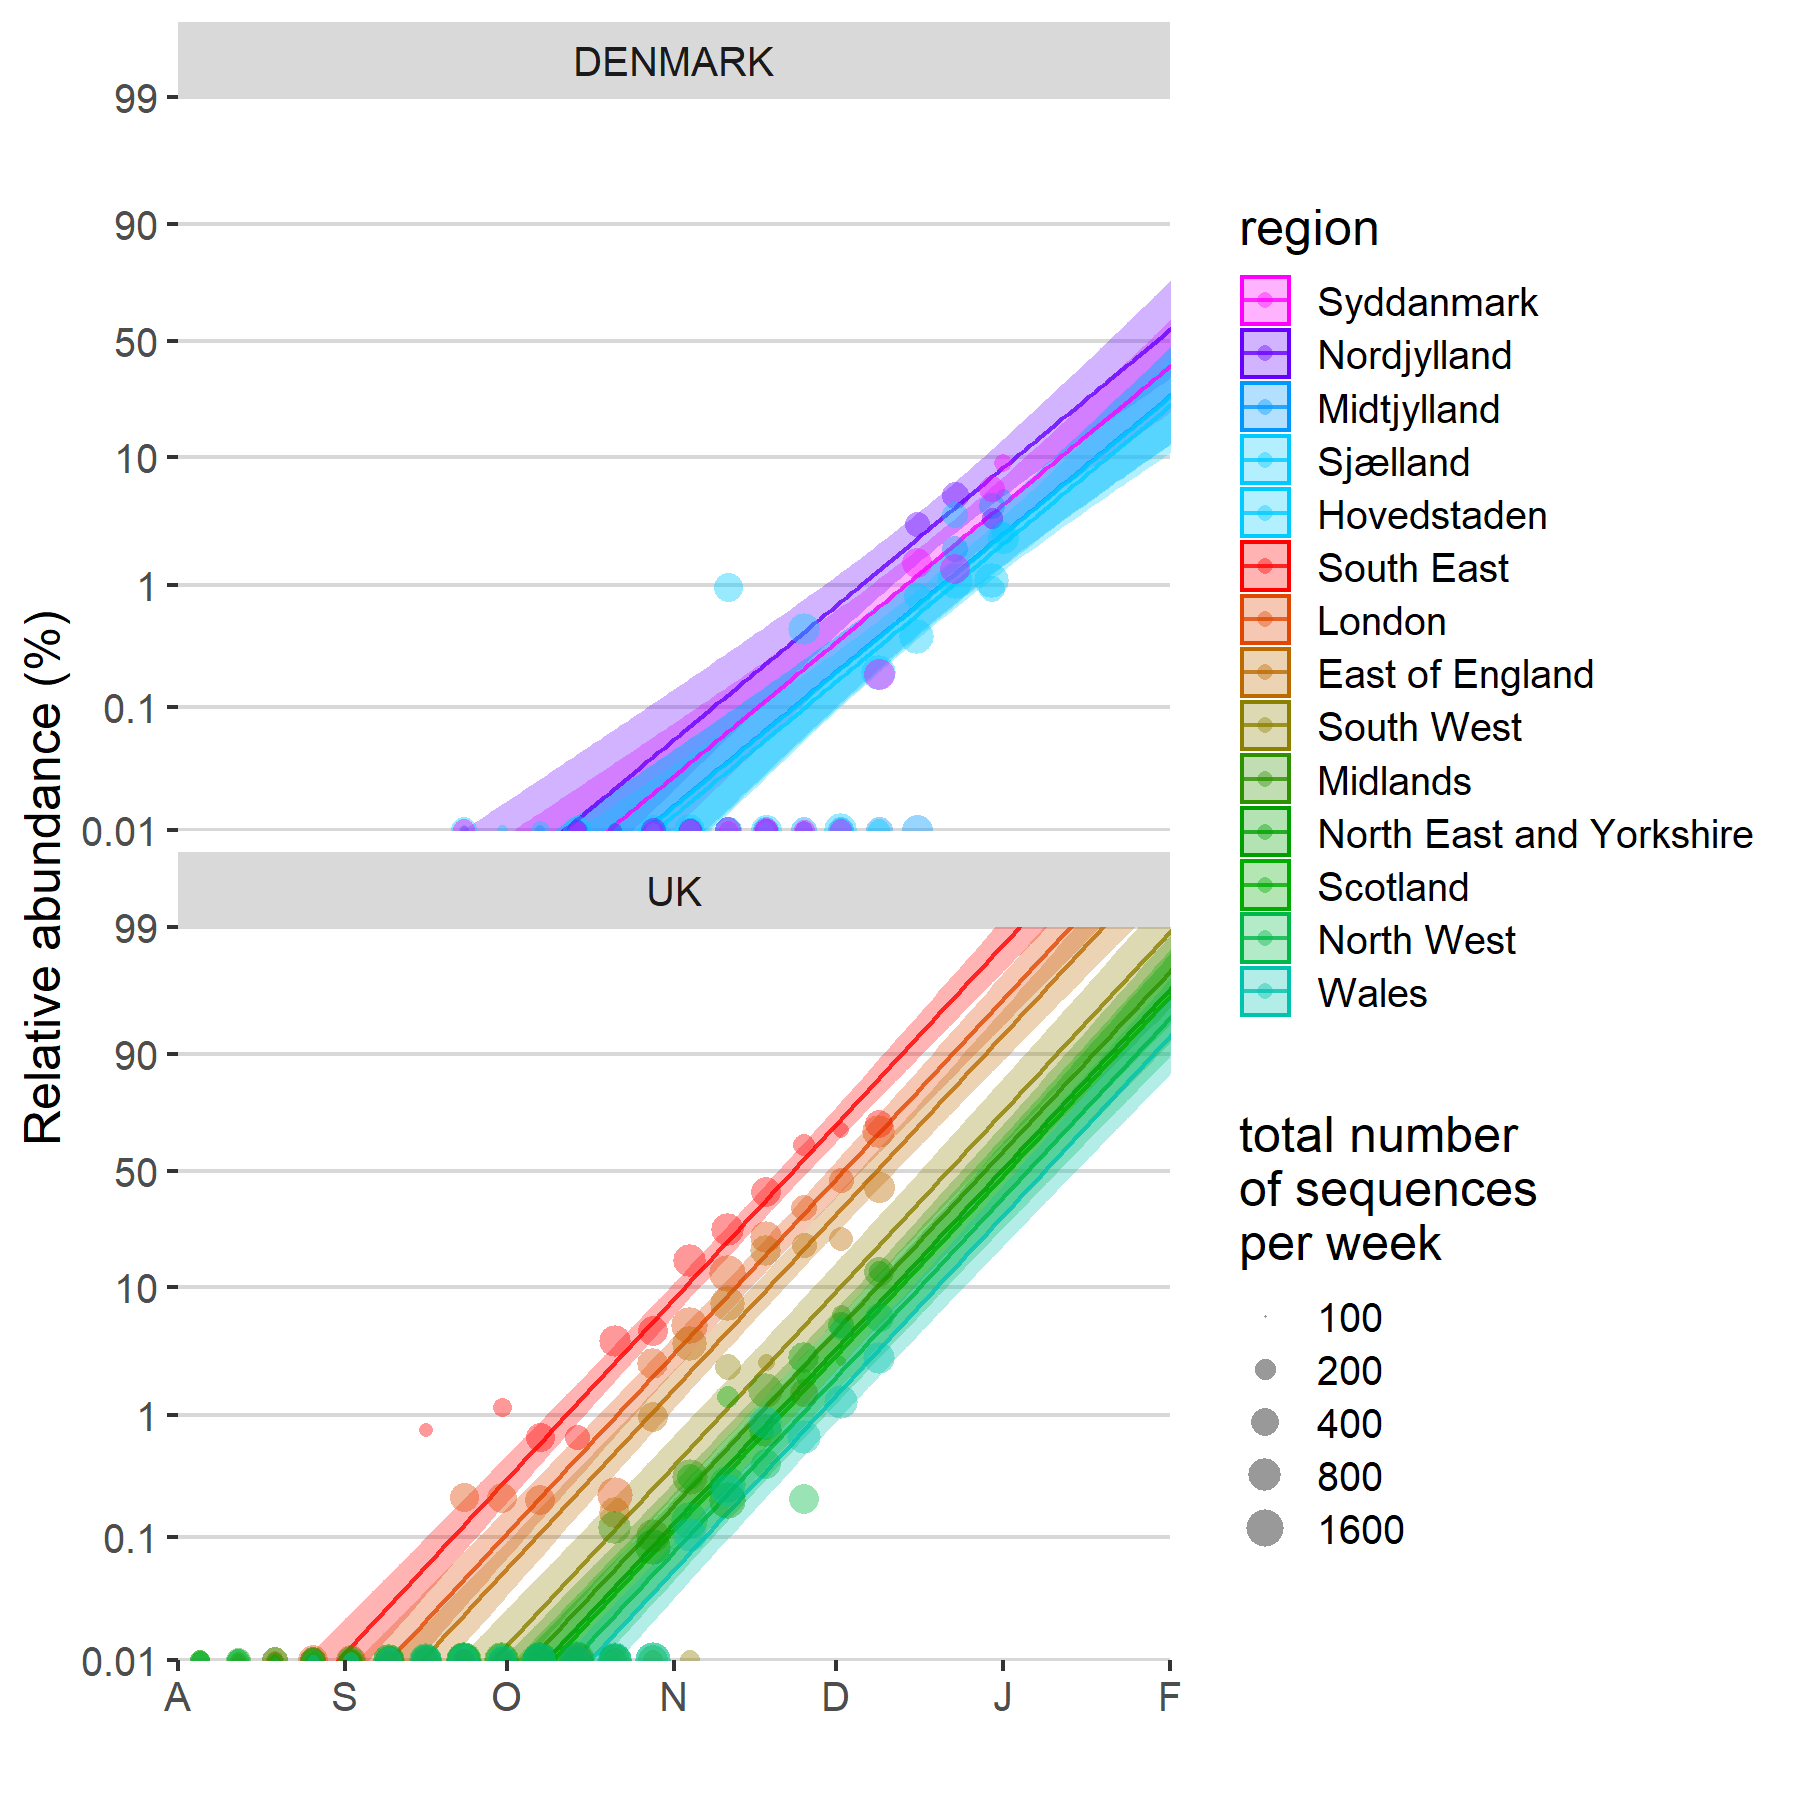 DENMARK
99
90
50
10
1
0.1
0.01
UK
99
90
50
10
1
0.1
0.01
A S O N D J F
Relative abundance (%)
region
Syddanmark
Nordjylland
Midtjylland
Sjælland
Hovedstaden
South East
London
East of England
South West
Midlands
North East and Yorkshire
Scotland
North West
Wales
total number
of sequences
per week
100
200
400
800
1600